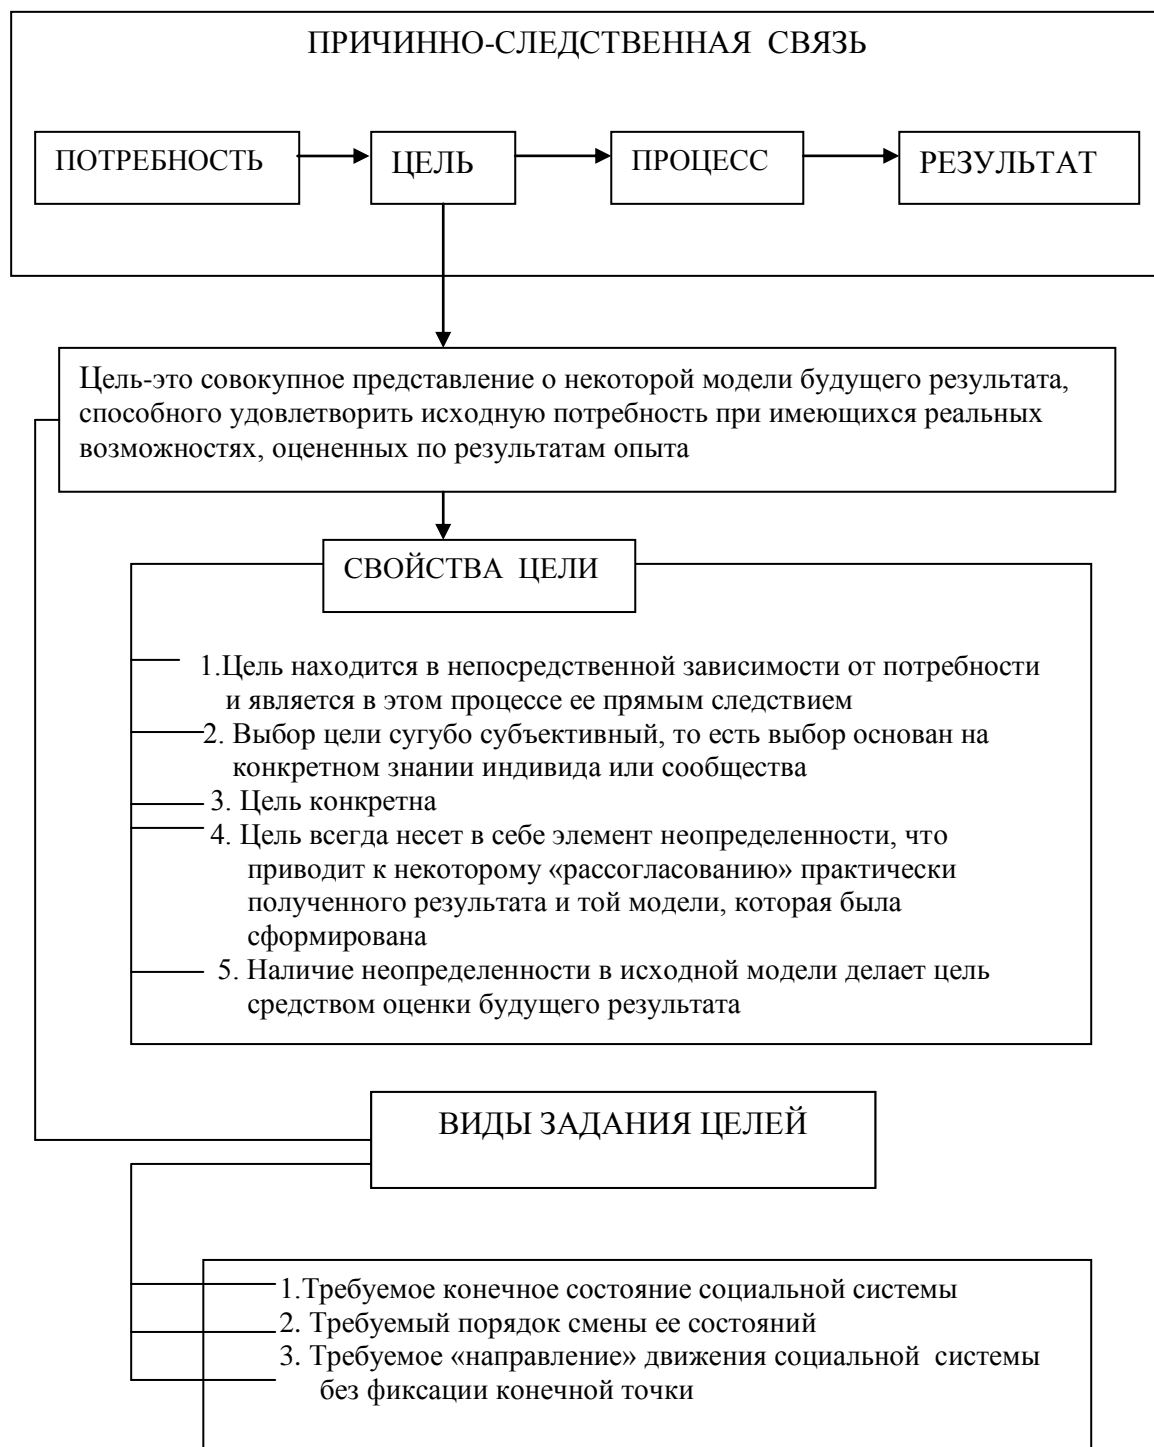 ПРИЧИННО-СЛЕДСТВЕННАЯ СВЯЗЬ
ПОТРЕБНОСТЬ
ЦЕЛЬ
ПРОЦЕСС
РЕЗУЛЬТАТ
Цель-это совокупное представление о некоторой модели будущего результата,
способного удовлетворить исходную потребность при имеющихся реальных
возможностях, оцененных по результатам опыта
СВОЙСТВА ЦЕЛИ
1.Цель находится в непосредственной зависимости от потребности
и является в этом процессе ее прямым следствием
2. Выбор цели сугубо субъективный, то есть выбор основан на
конкретном знании индивида или сообщества
3. Цель конкретна
4. Цель всегда несет в себе элемент неопределенности, что
приводит к некоторому «рассогласованию» практически
полученного результата и той модели, которая была
сформирована
5. Наличие неопределенности в исходной модели делает цель
средством оценки будущего результата
ВИДЫ ЗАДАНИЯ ЦЕЛЕЙ
1.Требуемое конечное состояние социальной системы
2. Требуемый порядок смены ее состояний
3. Требуемое «направление» движения социальной системы
без фиксации конечной точки